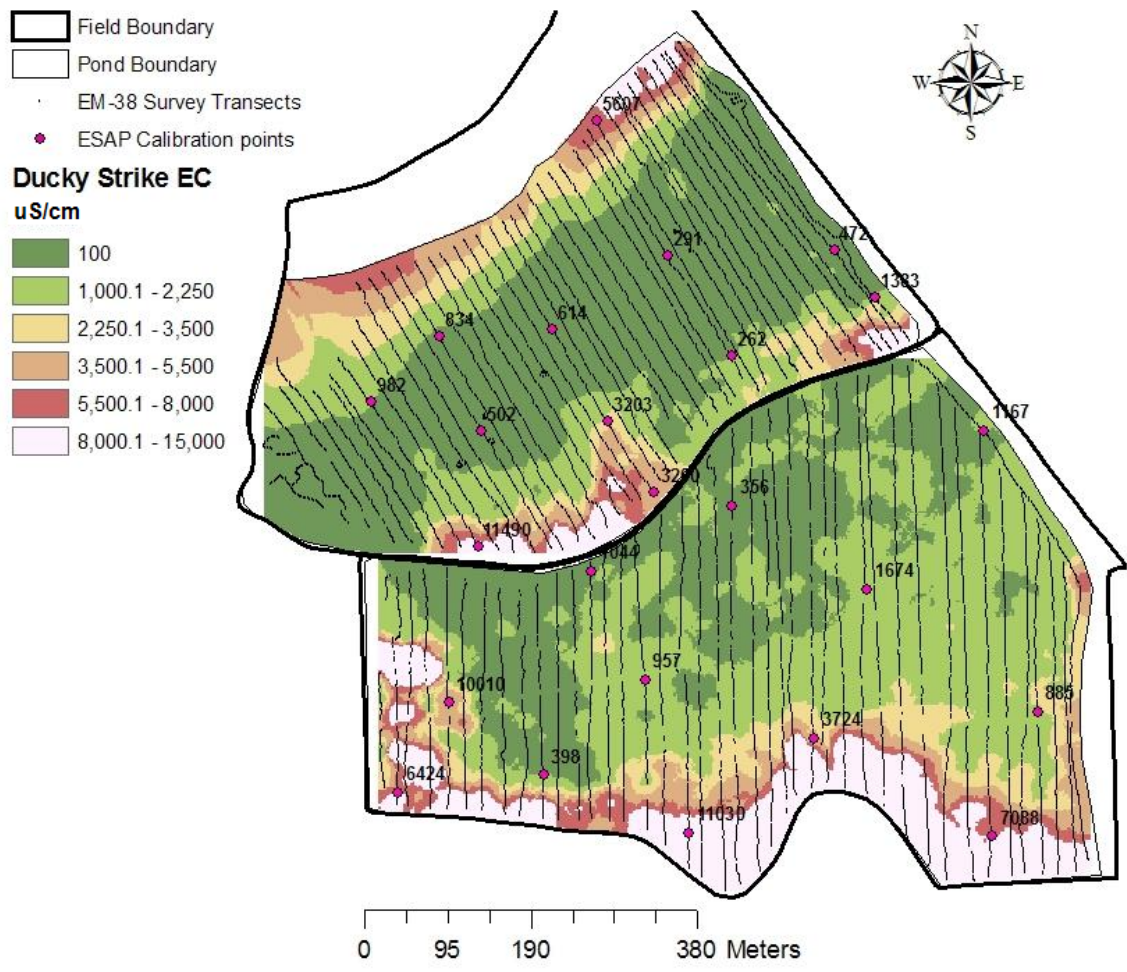 Field Boundary
Pond Boundary
EM-38 Survey Transects
ESAP Calibration points
Ducky Strike EC
uS/cm
100
1,000.1 - 2,250
2,250.1 - 3,500
3,500.1 - 5,500
5,500.1 - 8,000
8,000.1 - 15,000
N
W E
S
5607
291
472
1383
834
614
262
982
502
3203
1167
356
11490
1674
957
10010
885
3724
398
6424
11030
7088
0 95 190 380 Meters